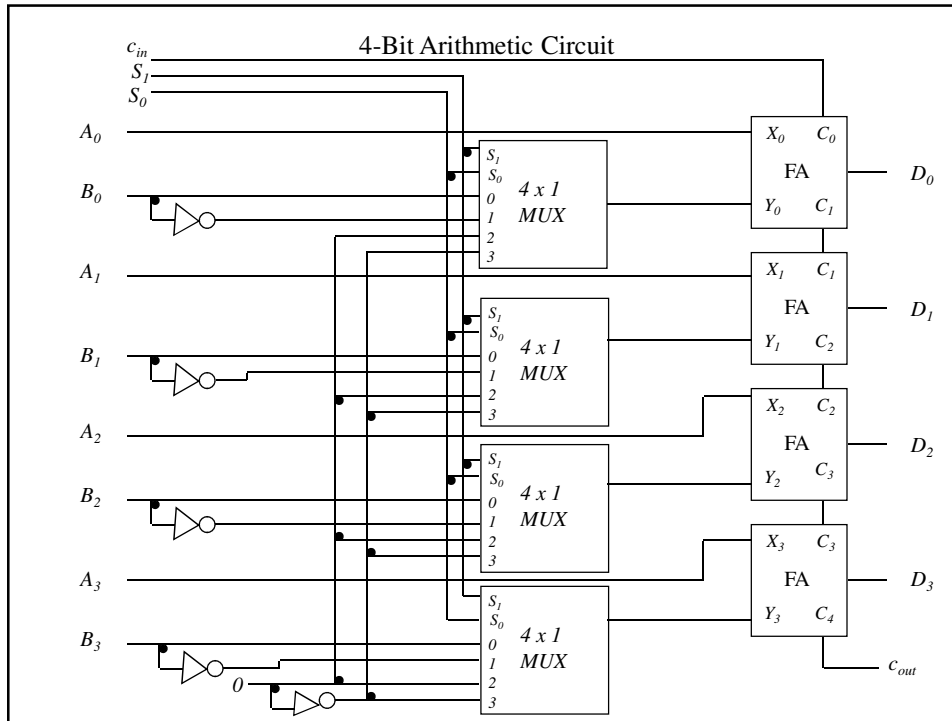 4-Bit Arithmetic Circuit
c_in
S_1
S_0
A_0
X_0 C_0
S_1
FA
D_0
S_0
4 x 1
B_0
0
MUX
Y_0 C_1
1
2
3
A_1
X_1 C_1
S_1
FA
D_1
S_0
4 x 1
B_1
0
MUX
Y_1 C_2
1
2
3
A_2
X_2 C_2
S_1
FA
D_2
S_0
4 x 1
B_2
0
MUX
Y_2 C_3
1
2
3
A_3
X_3 C_3
S_1
FA
D_3
S_0
4 x 1
B_3
0
MUX
Y_3 C_4
1
0
2
3
c_out